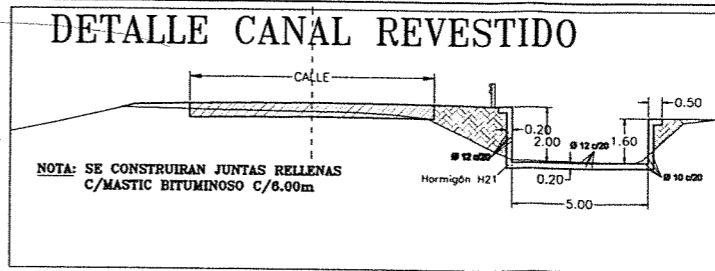 DETALLE CANAL REVESTIDO
CALLE
0.50
0.20
2.00
Ø 12 c/20
1.60
Ø 12 c/20
NOTA: SE CONSTRUIRAN JUNTAS RELLENAS
C/MASTIC BITUMINOSO C/6.00m
Hormigón H21
0.20
Ø 10 c/20
5.00